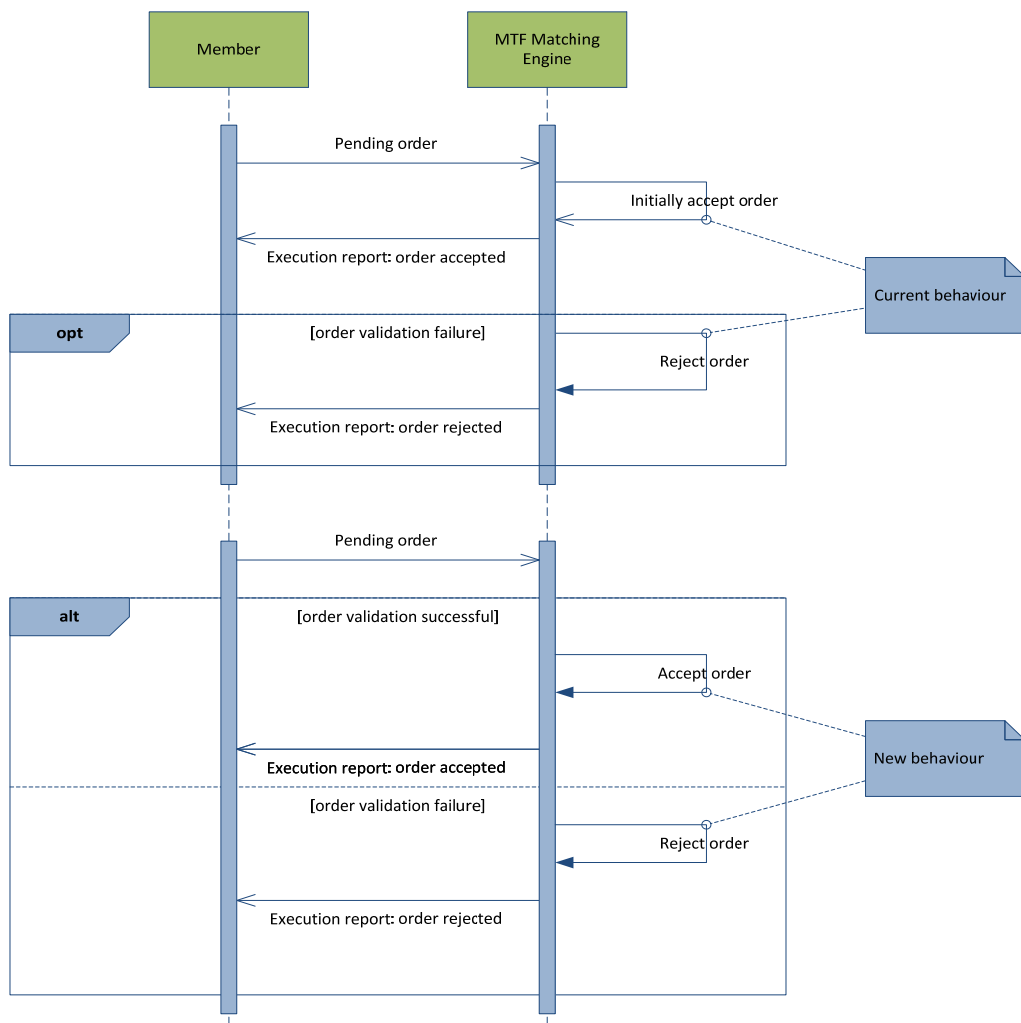 Member
MTF Matching
Engine
Pending order
Initially accept order
Execution report: order accepted
Current behaviour
opt
[order validation failure]
Reject order
Execution report: order rejected
Pending order
alt
[order validation successful]
Accept order
Execution report: order accepted
New behaviour
[order validation failure]
Reject order
Execution report: order rejected